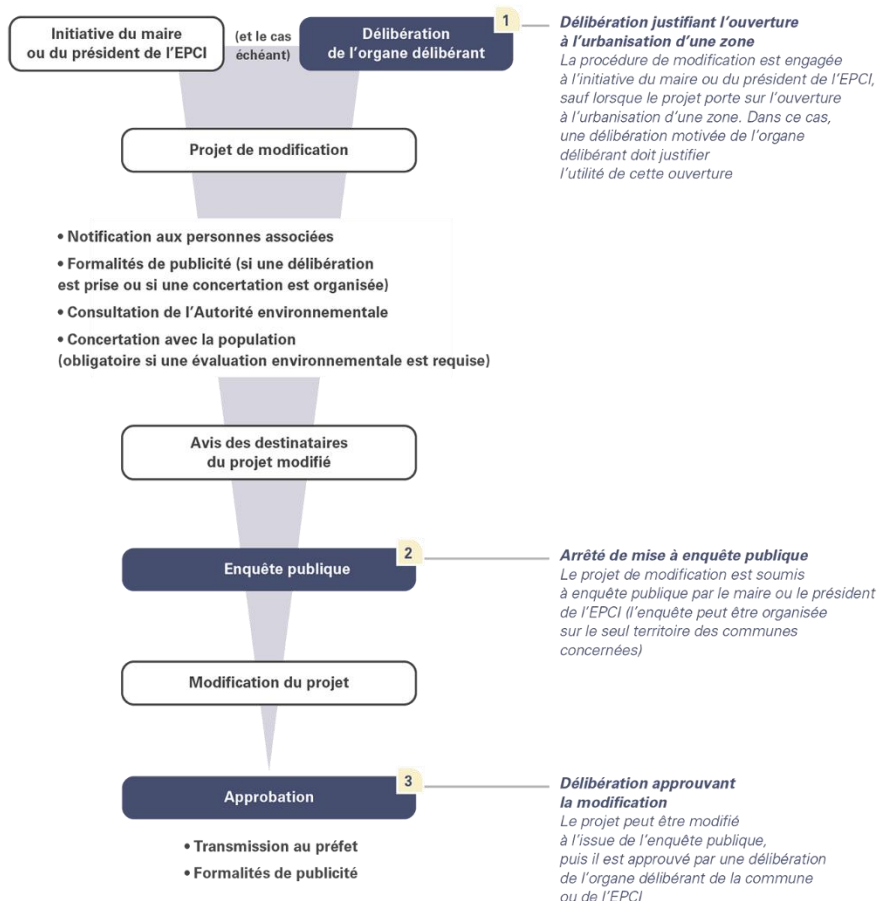 Initiative du maire
ou du président de l'EPCI
(et le cas
échéant)
Délibération
de l'organe délibérant
1
Délibération justifiant l'ouverture
à l'urbanisation d'une zone
La procédure de modification est engagée
à l'initiative du maire ou du président de l'EPCI,
sauf lorsque le projet porte sur l'ouverture
à l'urbanisation d'une zone. Dans ce cas,
une délibération motivée de l'organe
délibérant doit justifier
l'utilité de cette ouverture
Projet de modification
• Notification aux personnes associées
• Formalités de publicité (si une délibération
est prise ou si une concertation est organisée)
• Consultation de l'Autorité environnementale
• Concertation avec la population
(obligatoire si une évaluation environnementale est requise)
Avis des destinataires
du projet modifié
Enquête publique
2
Arrêté de mise à enquête publique
Le projet de modification est soumis
à enquête publique par le maire ou le président
de l'EPCI (l'enquête peut être organisée
sur le seul territoire des communes
concernées)
Modification du projet
Approbation
3
Délibération approuvant
la modification
Le projet peut être modifié
à l'issue de l'enquête publique,
puis il est approuvé par une délibération
de l'organe délibérant de la commune
ou de l'EPCI
• Transmission au préfet
• Formalités de publicité